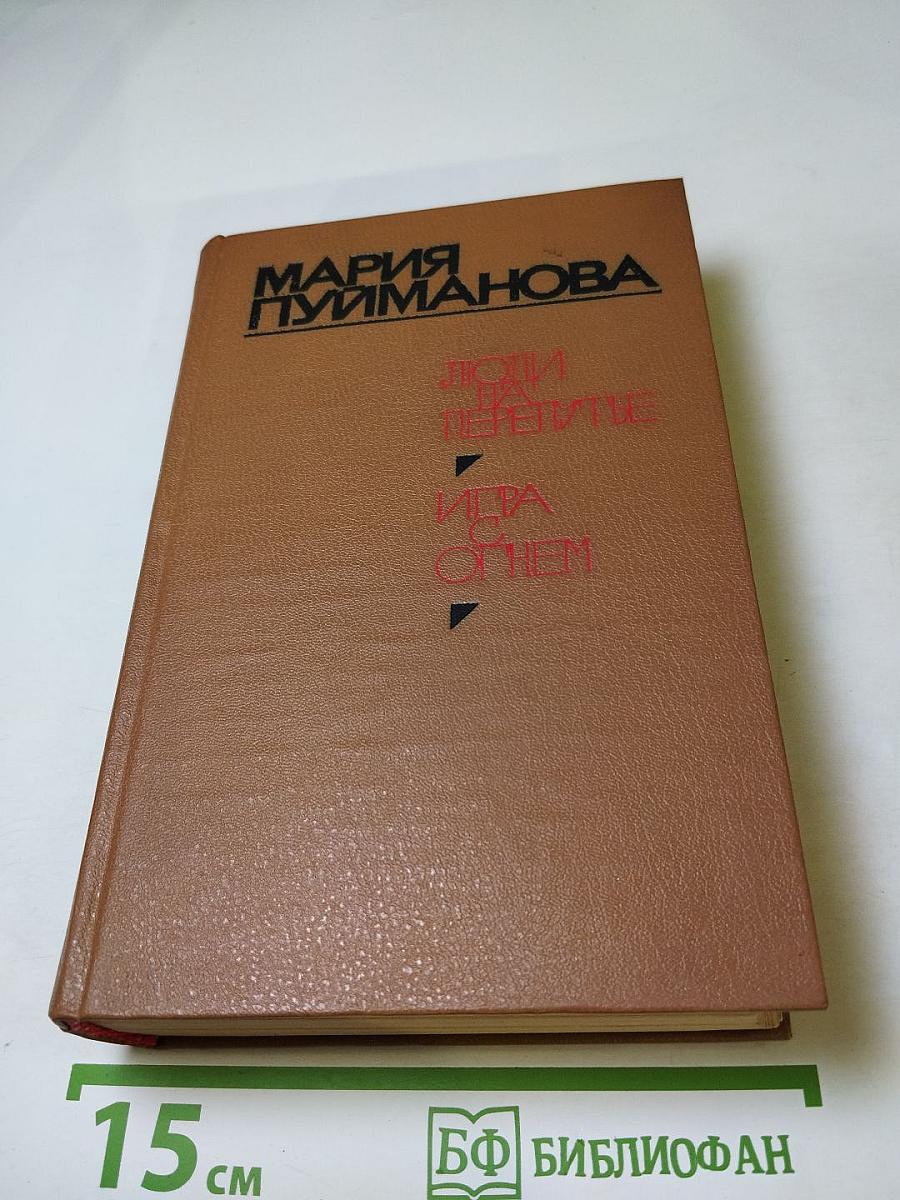 МАРИЯ
ПУЙМАНОВА
ЛЮДИ
НА
ПЕРЕПУТЬЕ
ИГРА
С
ОГНЕМ
15 СМ
БФ БИБЛИОФАН